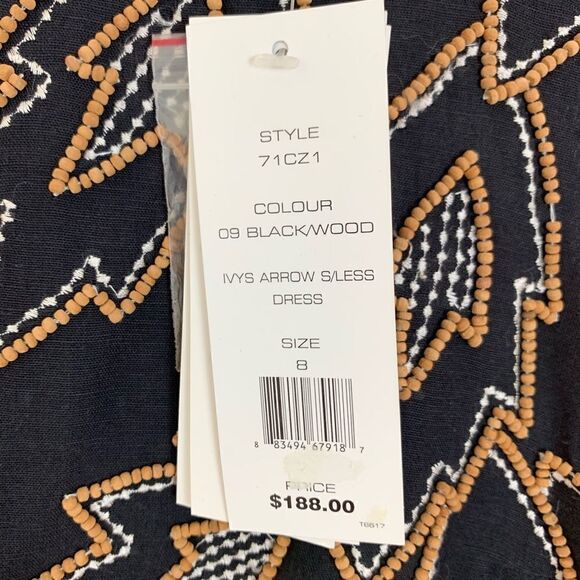 STYLE
71CZ1
COLOUR
09 BLACK/WOOD
IVYS ARROW S/LESS
DRESS
SIZE
8
8 83494 67918 7
PRICE
$188.00
T6617